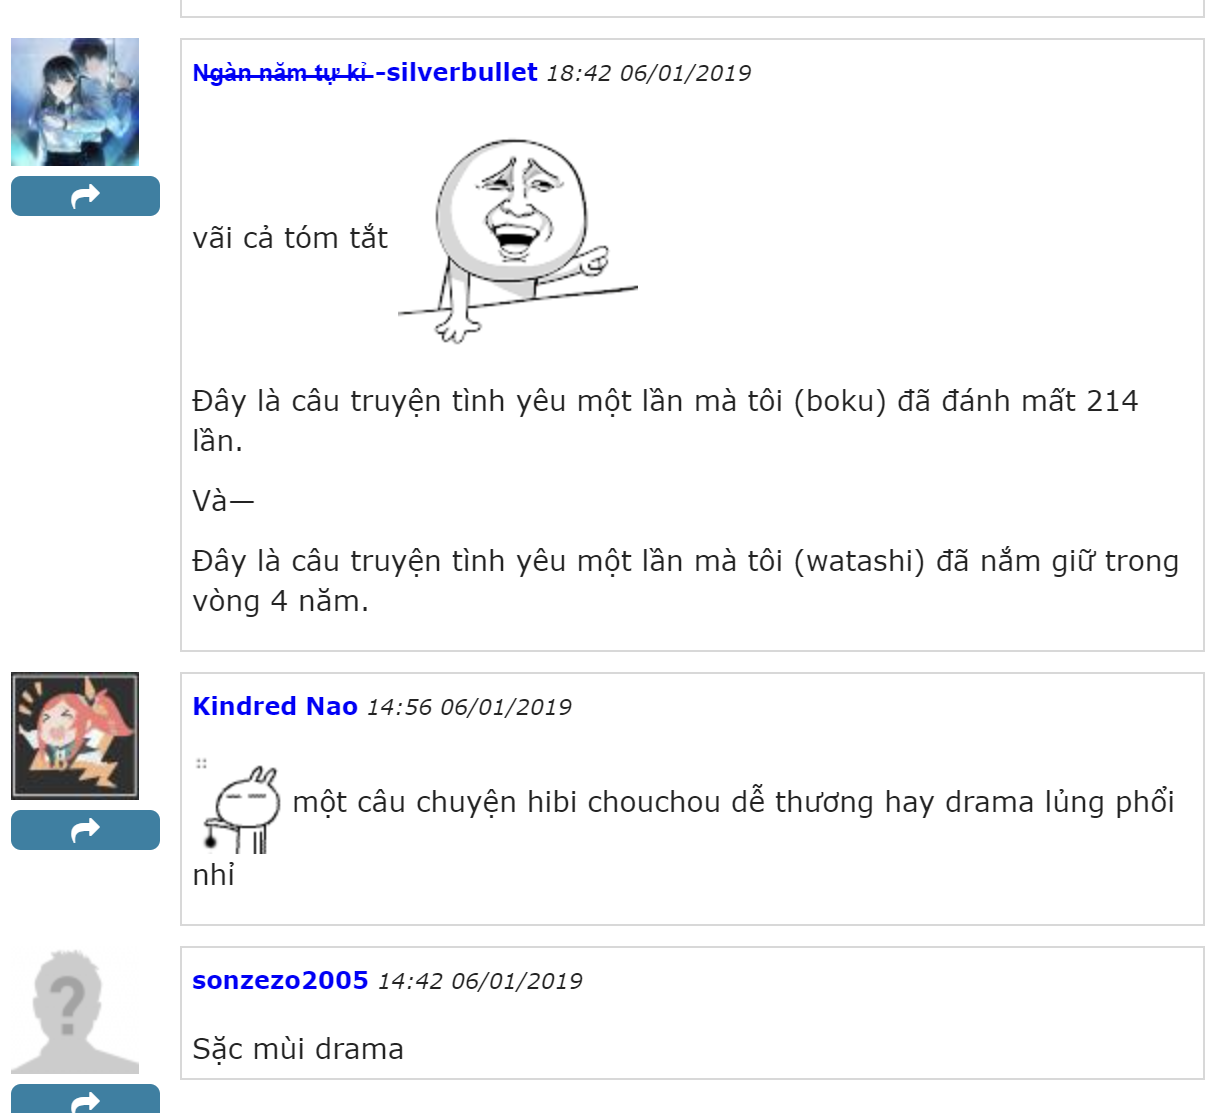 Ngàn năm tự kỉ -silverbullet 18:42 06/01/2019
vãi cả tóm tắt
Đây là câu truyện tình yêu một lần mà tôi (boku) đã đánh mất 214
lần.
Và—
Đây là câu truyện tình yêu một lần mà tôi (watashi) đã nắm giữ trong
vòng 4 năm.
Kindred Nao 14:56 06/01/2019
một câu chuyện hibi chouchou dễ thương hay drama lủng phổi
nhỉ
sonzezo2005 14:42 06/01/2019
?
Sặc mùi drama